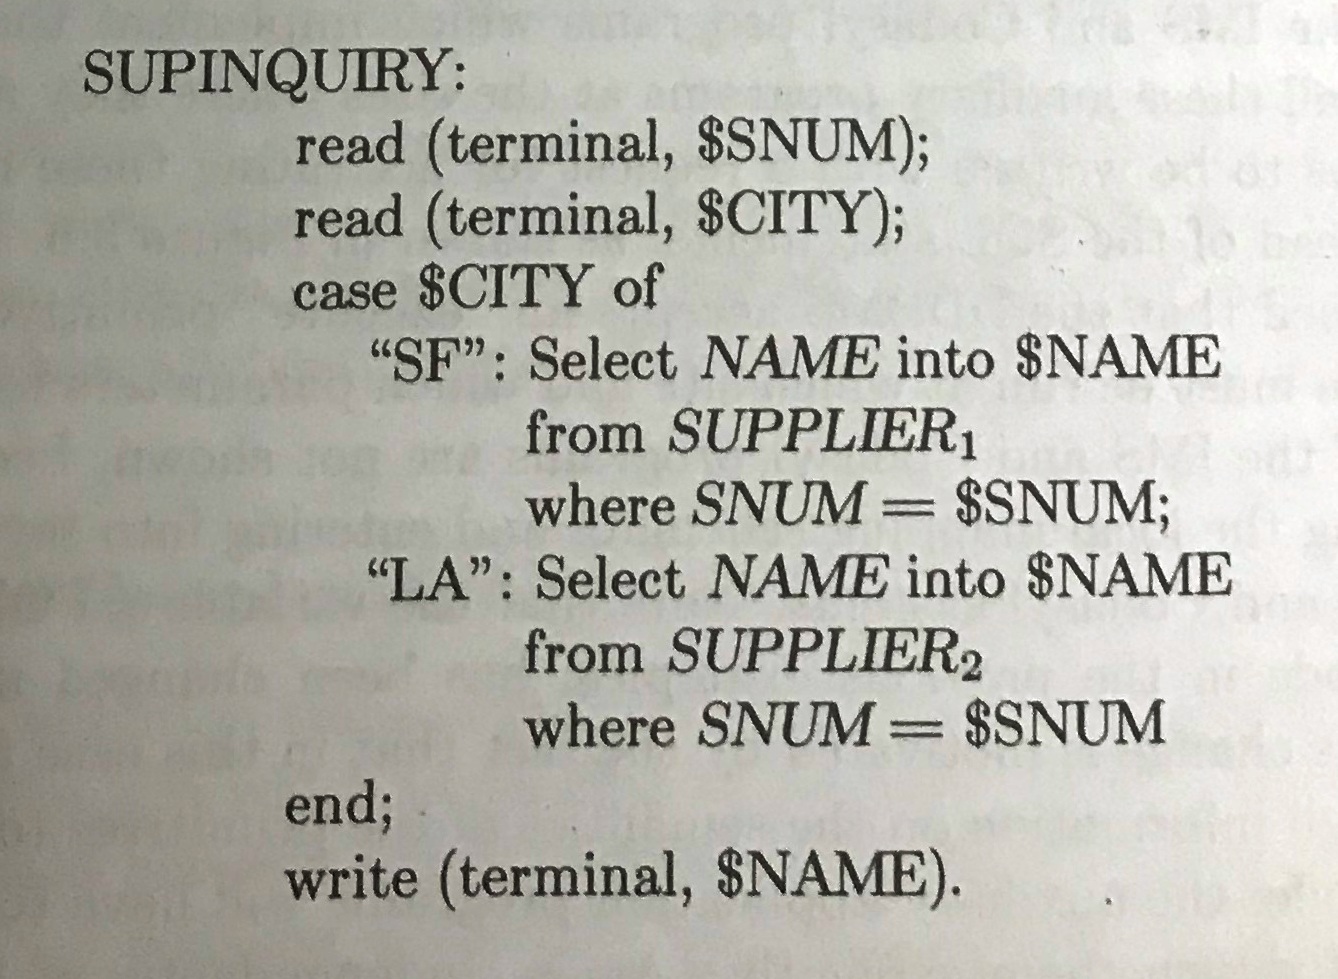 SUPINQUIRY:
read (terminal, $SNUM);
read (terminal, $CITY);
case $CITY of
“SF”: Select NAME into $NAME
from SUPPLIER₁
where SNUM = $SNUM;
“LA”: Select NAME into $NAME
from SUPPLIER₂
where SNUM = $SNUM
end;
write (terminal, $NAME).